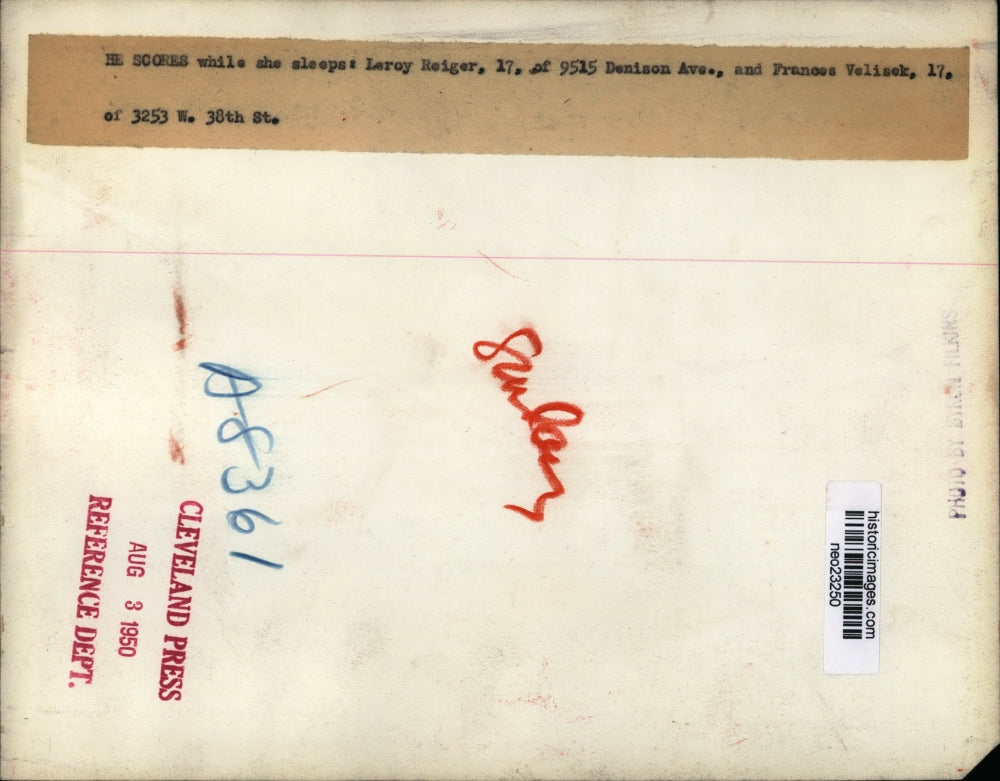 HE SCORES while she sleeps: Leroy Reiger, 17, of 9515 Denison Ave., and Frances Velisek, 17,
of 3253 W. 38th St.
A-8361
CLEVELAND PRESS
AUG 3 1950
REFERENCE DEPT.
historicimages.com
neo23250
PHOTO BY